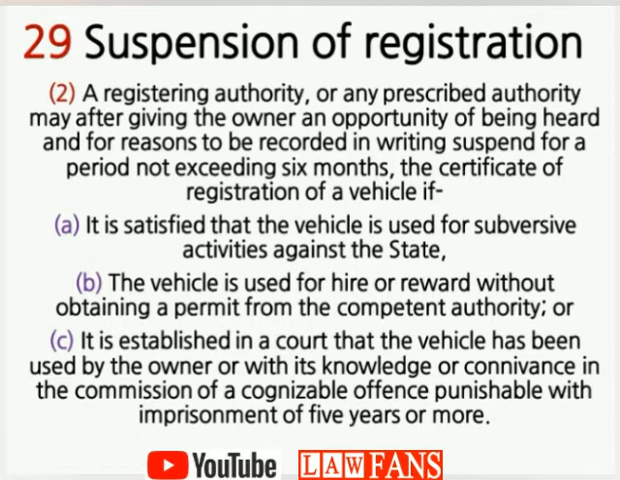 29 Suspension of registration
(2) A registering authority, or any prescribed authority
may after giving the owner an opportunity of being heard
and for reasons to be recorded in writing suspend for a
period not exceeding six months, the certificate of
registration of a vehicle if-
(a) It is satisfied that the vehicle is used for subversive
activities against the State,
(b) The vehicle is used for hire or reward without
obtaining a permit from the competent authority; or
(c) It is established in a court that the vehicle has been
used by the owner or with its knowledge or connivance in
the commission of a cognizable offence punishable with
imprisonment of five years or more.
YouTube LAWFANS